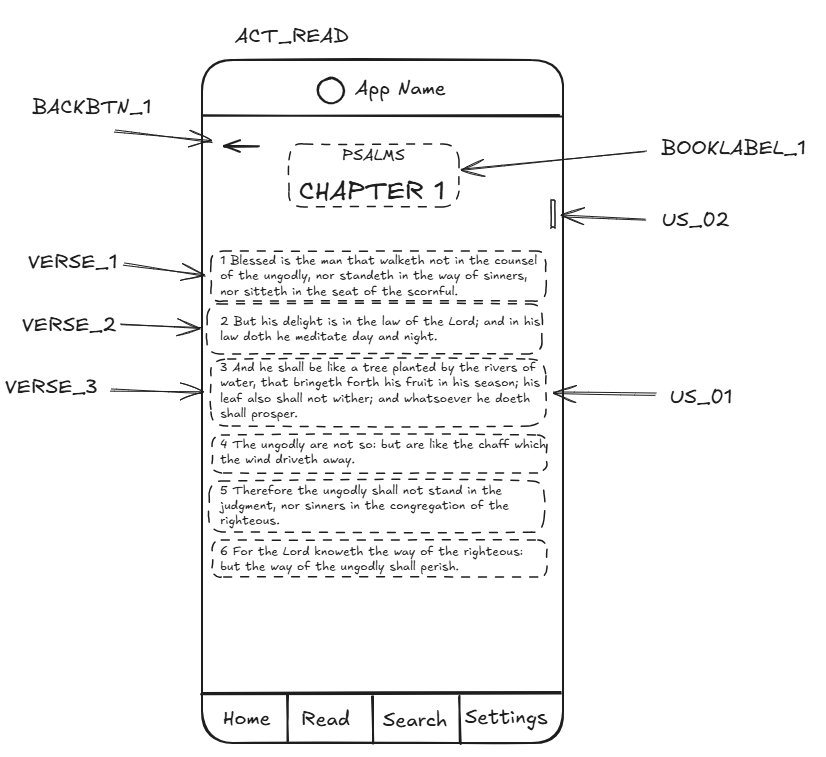 ACT_READ
App Name
BACKBTN_1
BOOKLABEL_1
PSALMS
CHAPTER 1
US_02
VERSE_1
1 Blessed is the man that walketh not in the counsel
of the ungodly, nor standeth in the way of sinners,
nor sitteth in the seat of the scornful.
VERSE_2
2 But his delight is in the law of the Lord; and in his
law doth he meditate day and night.
VERSE_3
3 And he shall be like a tree planted by the rivers of
water, that bringeth forth his fruit in his season; his
leaf also shall not wither; and whatsoever he doeth
shall prosper.
US_01
4 The ungodly are not so: but are like the chaff which
the wind driveth away.
5 Therefore the ungodly shall not stand in the
judgment, nor sinners in the congregation of the
righteous.
6 For the Lord knoweth the way of the righteous:
but the way of the ungodly shall perish.
Home
Read
Search
Settings